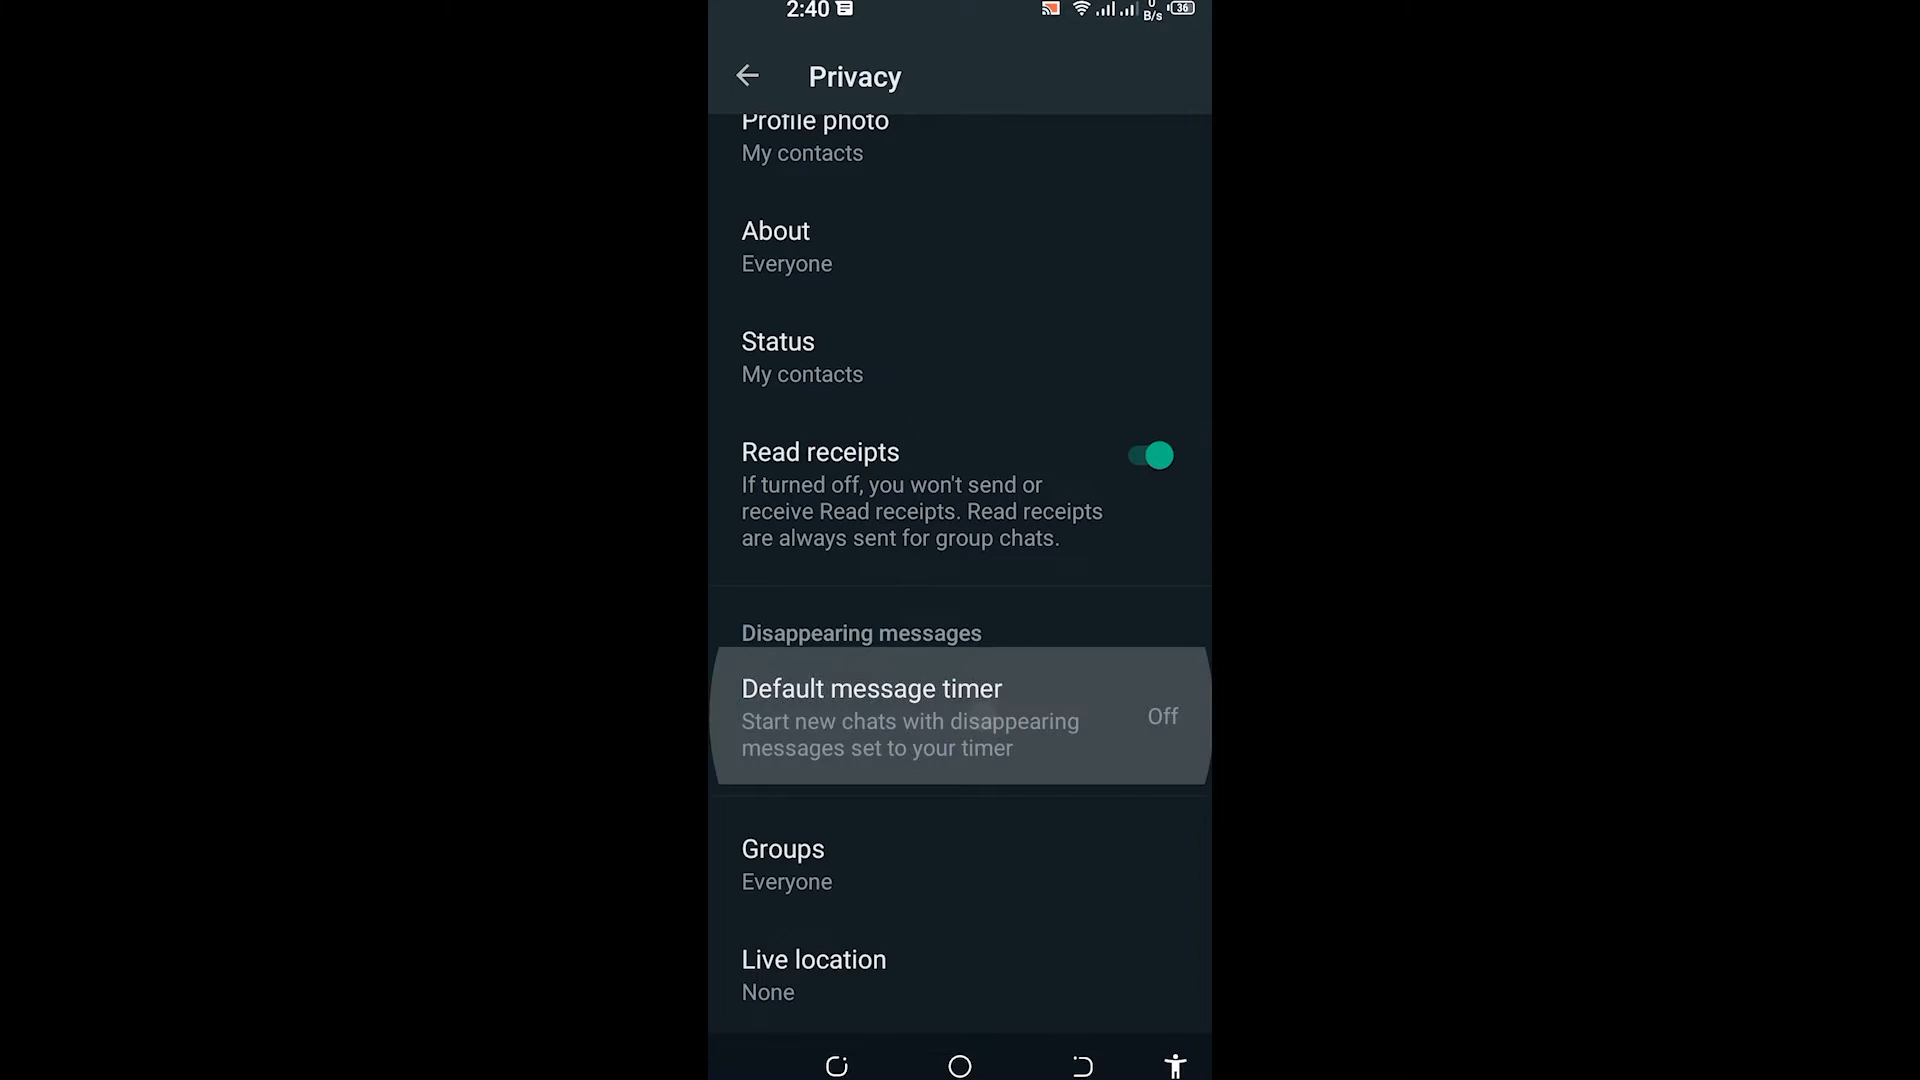 2:40
0
B/s
36
Privacy
Profile photo
My contacts
About
Everyone
Status
My contacts
Read receipts
If turned off, you won't send or
receive Read receipts. Read receipts
are always sent for group chats.
Disappearing messages
Default message timer
Start new chats with disappearing
messages set to your timer
Off
Groups
Everyone
Live location
None